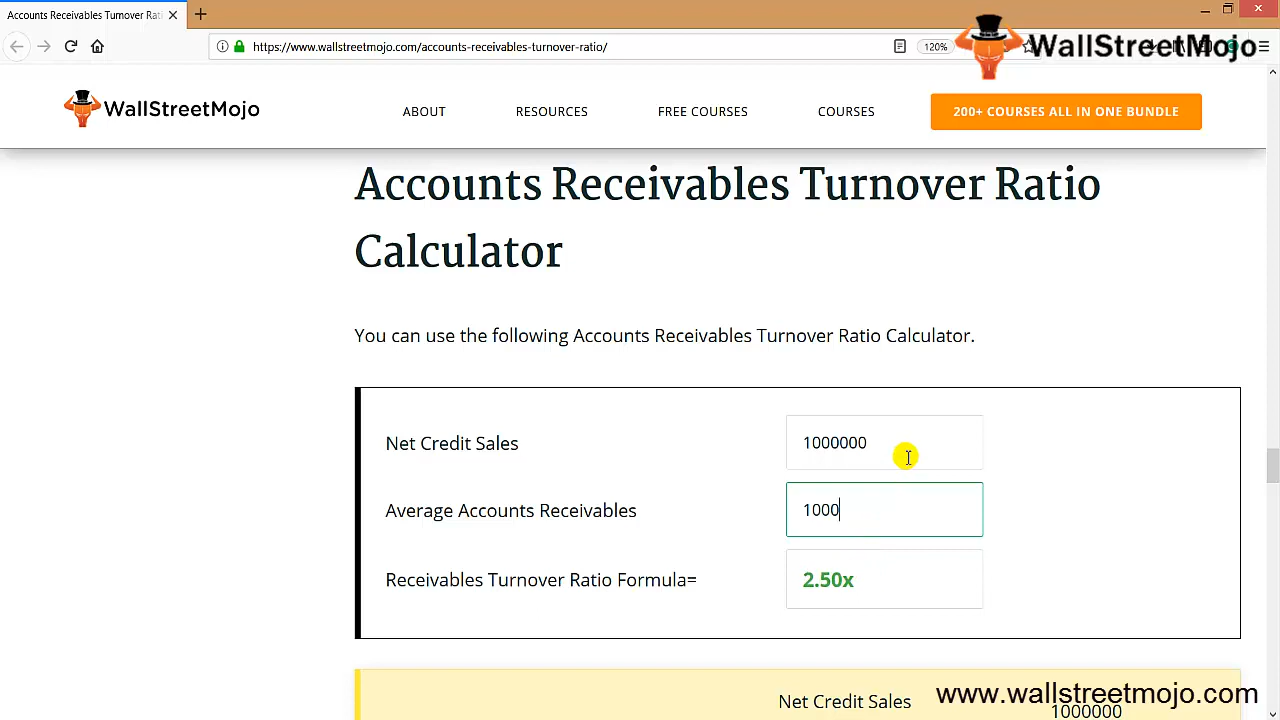 Accounts Receivables Turnover Rati
https://www.wallstreetmojo.com/accounts-receivables-turnover-ratio/
120%
WallStreetMojo
WallStreetMojo
ABOUT
RESOURCES
FREE COURSES
COURSES
200+ COURSES ALL IN ONE BUNDLE
Accounts Receivables Turnover Ratio
Calculator
You can use the following Accounts Receivables Turnover Ratio Calculator.
Net Credit Sales
1000000
Average Accounts Receivables
1000
Receivables Turnover Ratio Formula=
2.50x
Net Credit Sales
1000000
www.wallstreetmojo.com